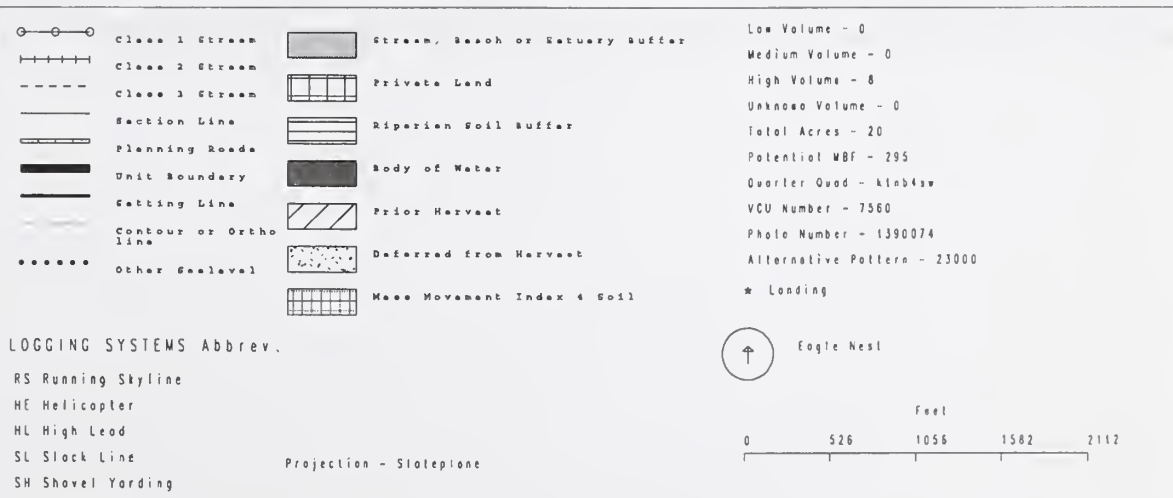 Class 1 Stream
Class 2 Stream
Class 3 Stream
Section Line
Planning Roads
Unit Boundary
Setting Line
Contour or Ortho
line
Other Sealevel
Stream, Beach or Estuary Buffer
Private Land
Riparian Soil Buffer
Body of Water
Prior Harvest
Deferred from Harvest
Mass Movement Index 4 Soil
Low Volume - 0
Medium Volume - 0
High Volume - 8
Unknown Volume - 0
Total Acres - 20
Potential MBF - 295
Quarter Quad - ktnb4sw
VCU Number - 7560
Photo Number - 1390074
Alternative Pattern - 23000
* Landing
Eagle Nest
LOGGING SYSTEMS Abbrev.
RS Running Skyline
HE Helicopter
HL High Lead
SL Slack Line
SH Shovel Yarding
Projection - Stateplane
Feet
0 526 1056 1582 2112